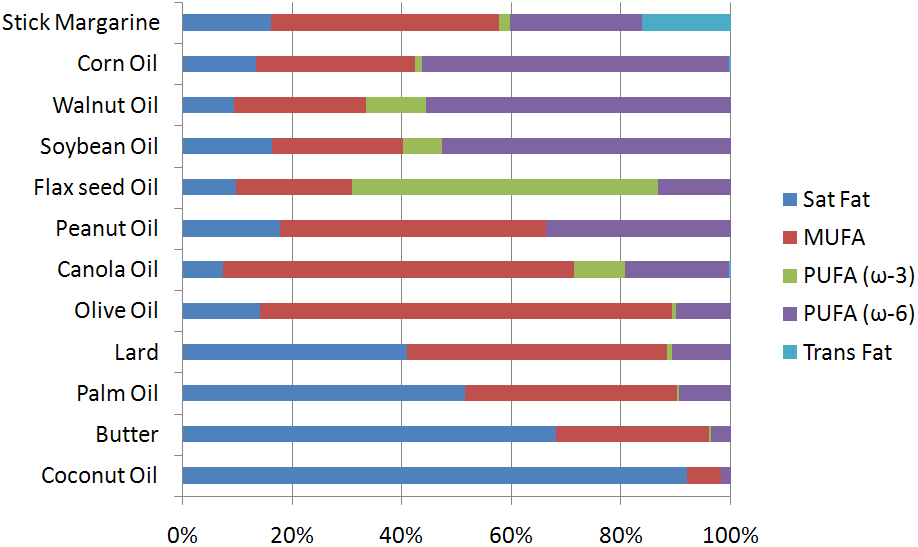 Stick Margarine
Corn Oil
Walnut Oil
Soybean Oil
Flax seed Oil
Peanut Oil
Canola Oil
Olive Oil
Lard
Palm Oil
Butter
Coconut Oil
0% 20% 40% 60% 80% 100%
Sat Fat
MUFA
PUFA (ω-3)
PUFA (ω-6)
Trans Fat